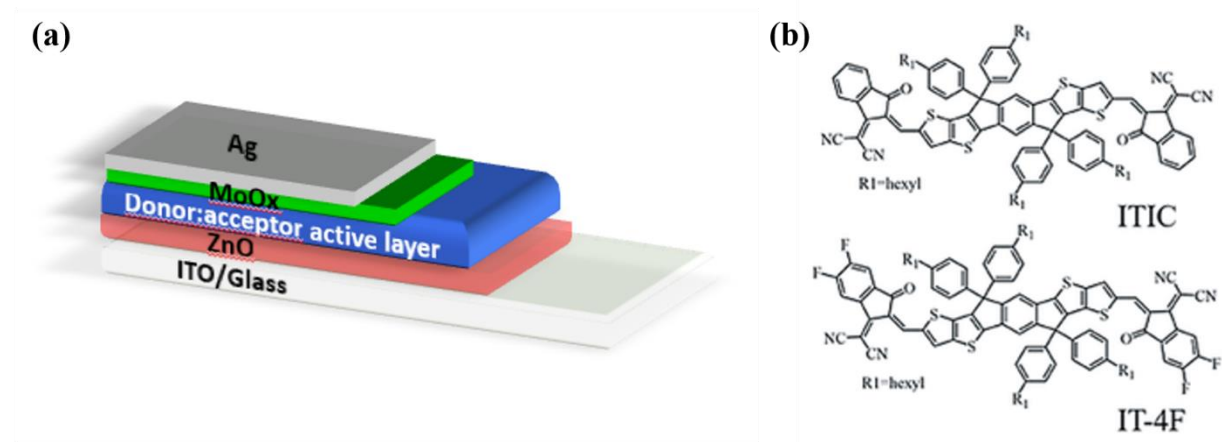 (a)
Ag
MoOx
Donor:acceptor active layer
ZnO
ITO/Glass
(b)
R1
R1
S
S
NC
CN
O
O
NC
CN
S
S
R1
R1
R1=hexyl
ITIC
F
F
R1
R1
S
S
NC
CN
O
O
NC
CN
S
S
R1
R1
F
F
R1=hexyl
IT-4F